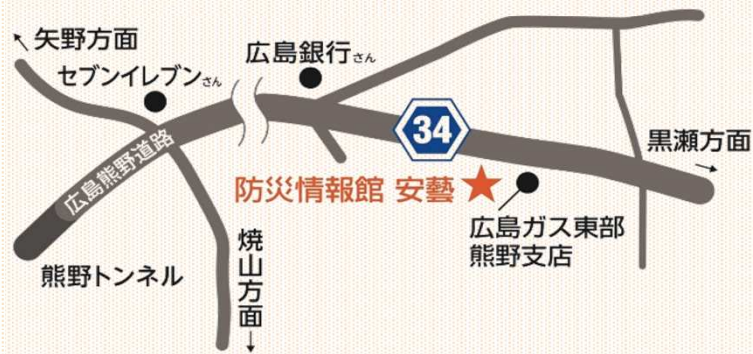 矢野方面
セブンイレブンさん
広島銀行さん
34
黒瀬方面
広島熊野道路
防災情報館 安藝
広島ガス東部
熊野支店
熊野トンネル
焼山方面